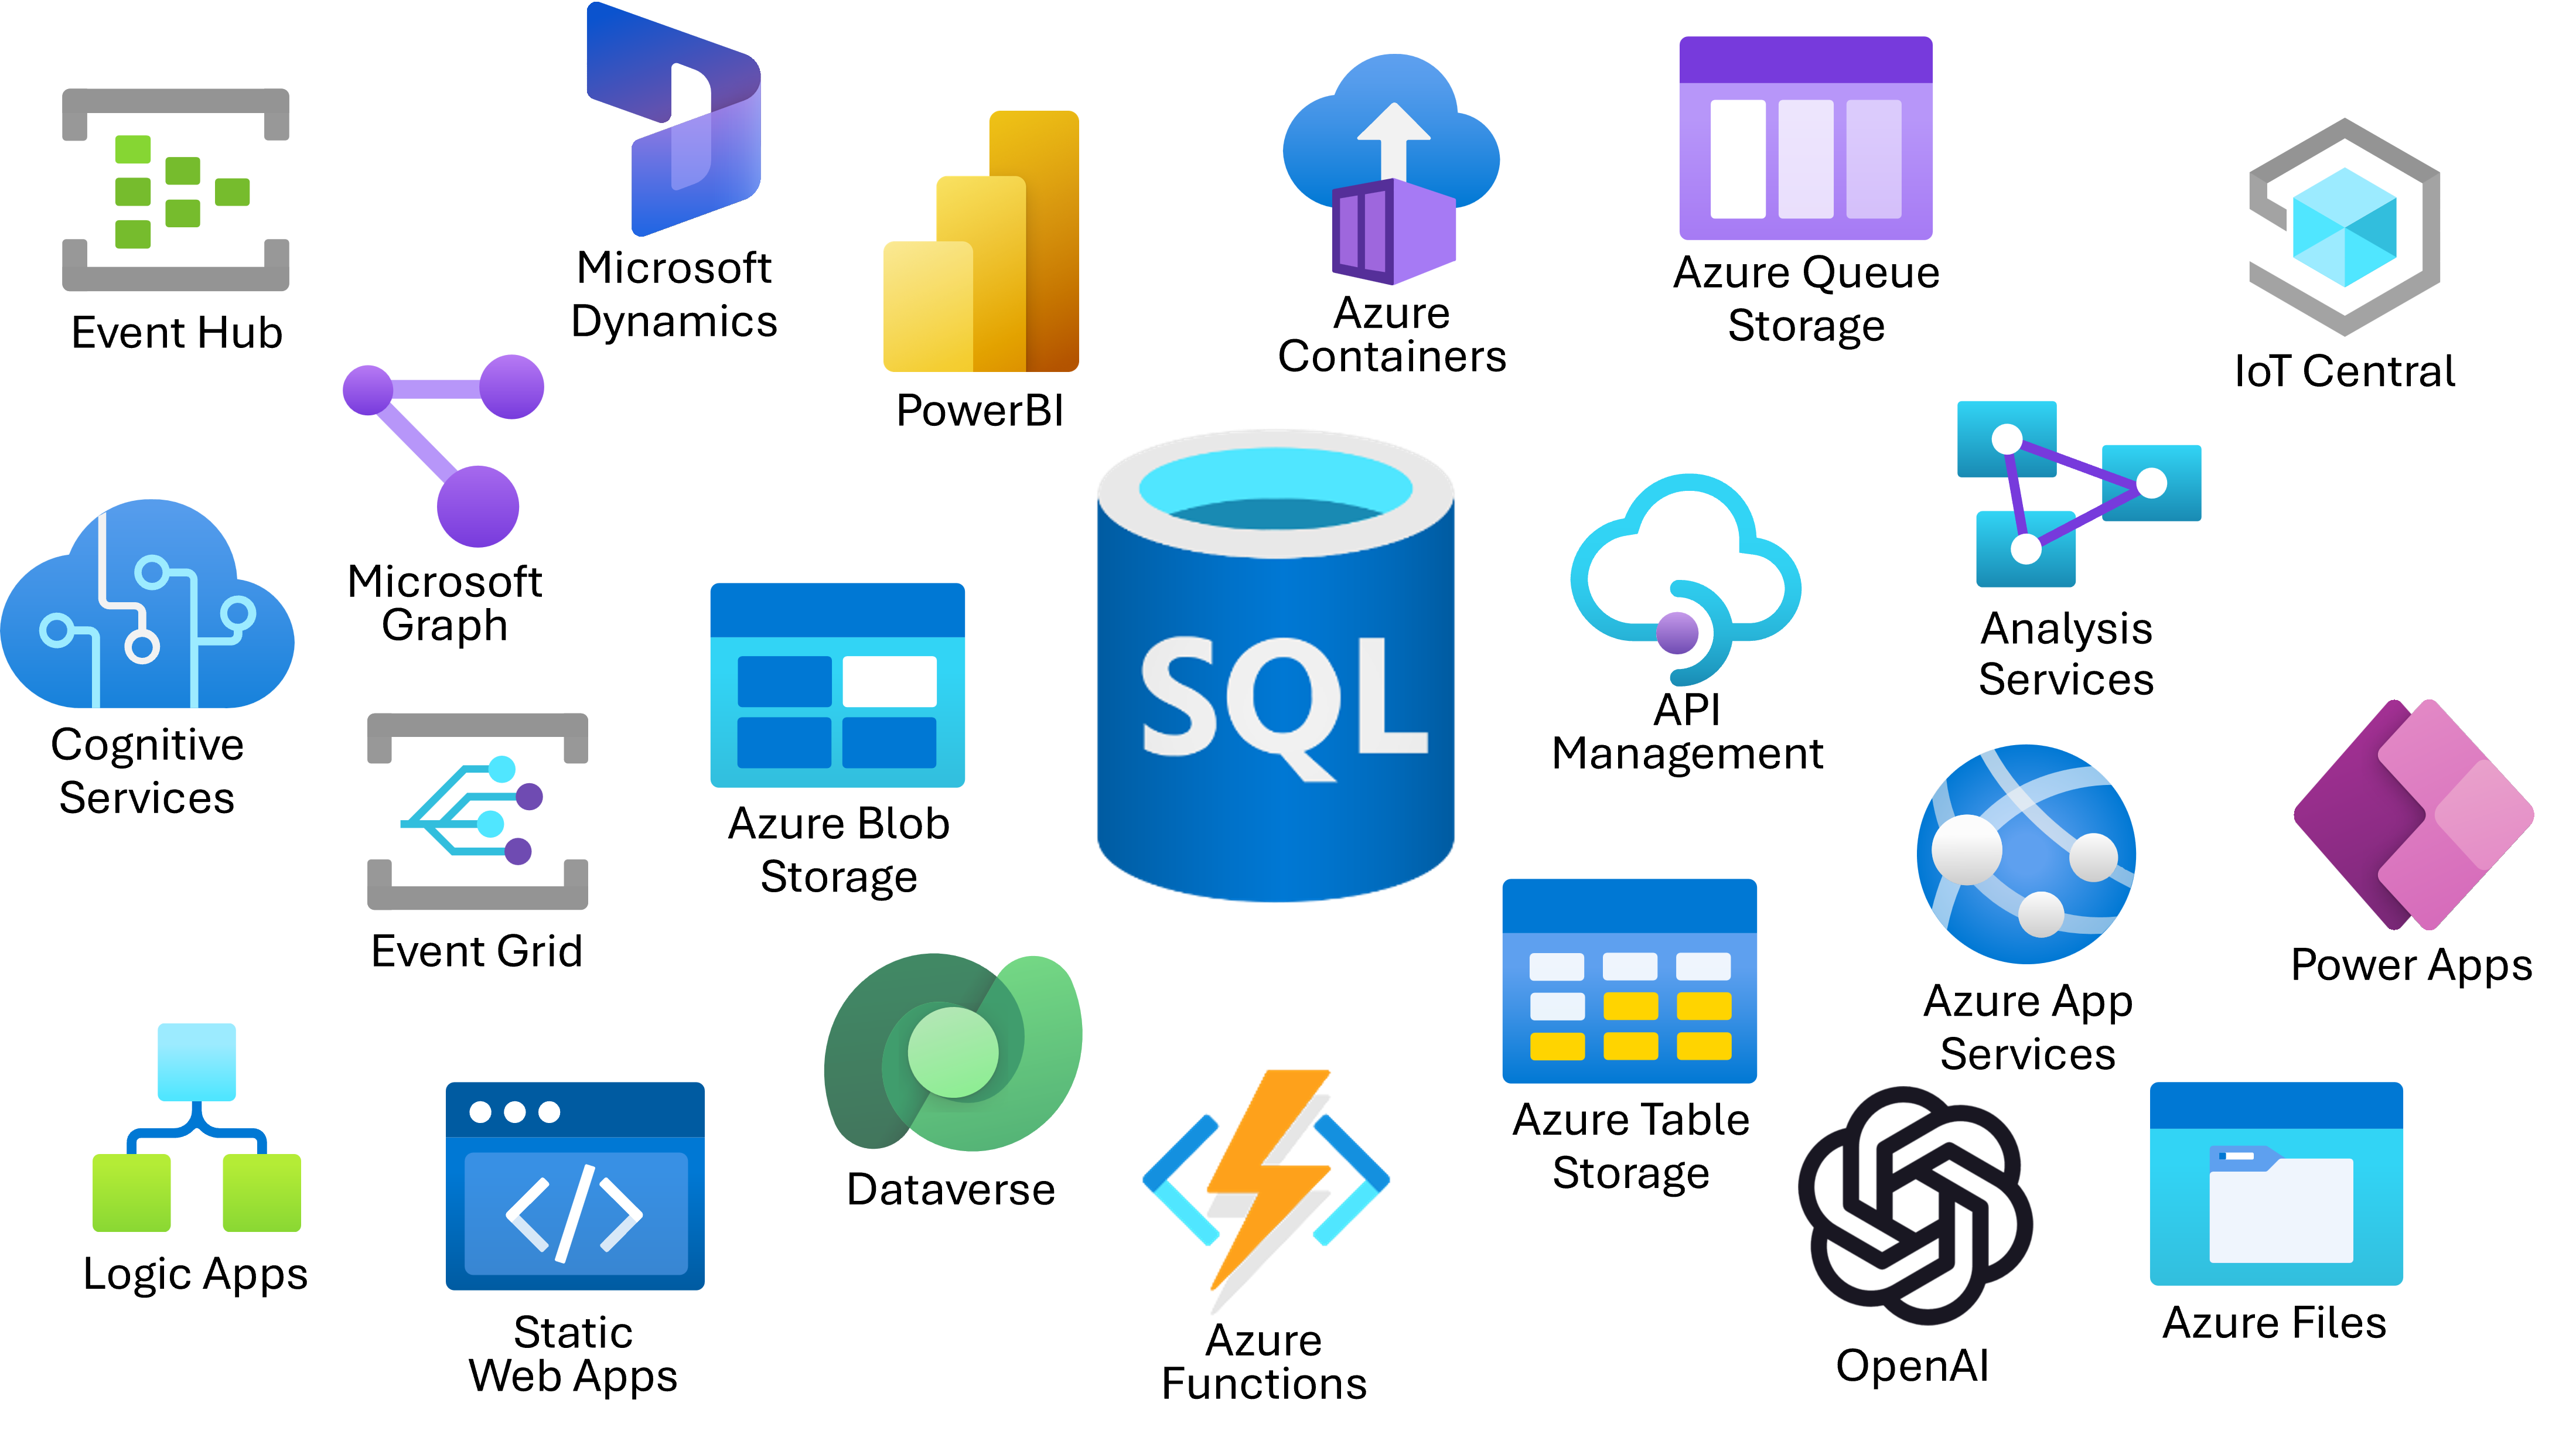 Event Hub
Microsoft
Dynamics
PowerBI
Azure
Containers
Azure Queue
Storage
IoT Central
Microsoft
Graph
Cognitive
Services
Event Grid
Azure Blob
Storage
SQL
API
Management
Analysis
Services
Power Apps
Azure App
Services
Azure Table
Storage
Dataverse
Logic Apps
Static
Web Apps
</>
Azure
Functions
OpenAI
Azure Files